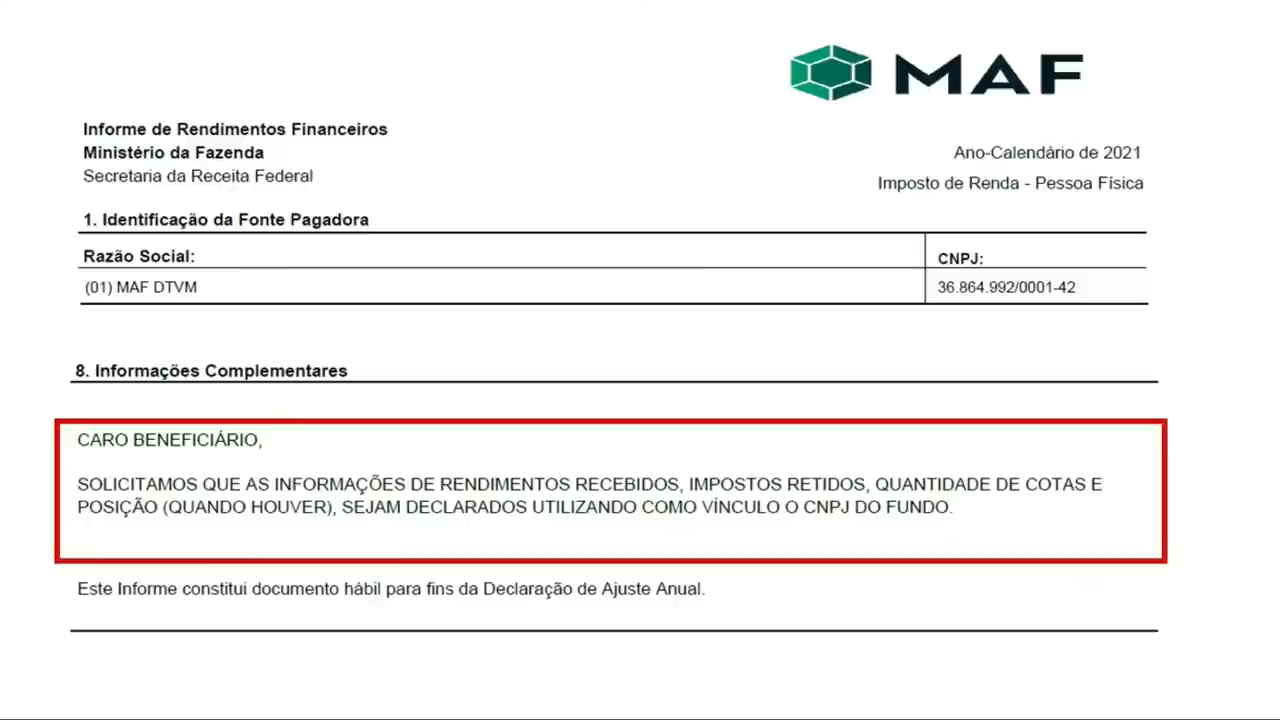 MAF
Informe de Rendimentos Financeiros
Ministério da Fazenda
Secretaria da Receita Federal
Ano-Calendário de 2021
Imposto de Renda - Pessoa Física
1. Identificação da Fonte Pagadora
Razão Social:
CNPJ:
(01) MAF DTVM
36.864.992/0001-42
8. Informações Complementares
CARO BENEFICIÁRIO,
SOLICITAMOS QUE AS INFORMAÇÕES DE RENDIMENTOS RECEBIDOS, IMPOSTOS RETIDOS, QUANTIDADE DE COTAS E
POSIÇÃO (QUANDO HOUVER), SEJAM DECLARADOS UTILIZANDO COMO VÍNCULO O CNPJ DO FUNDO.
Este Informe constitui documento hábil para fins da Declaração de Ajuste Anual.